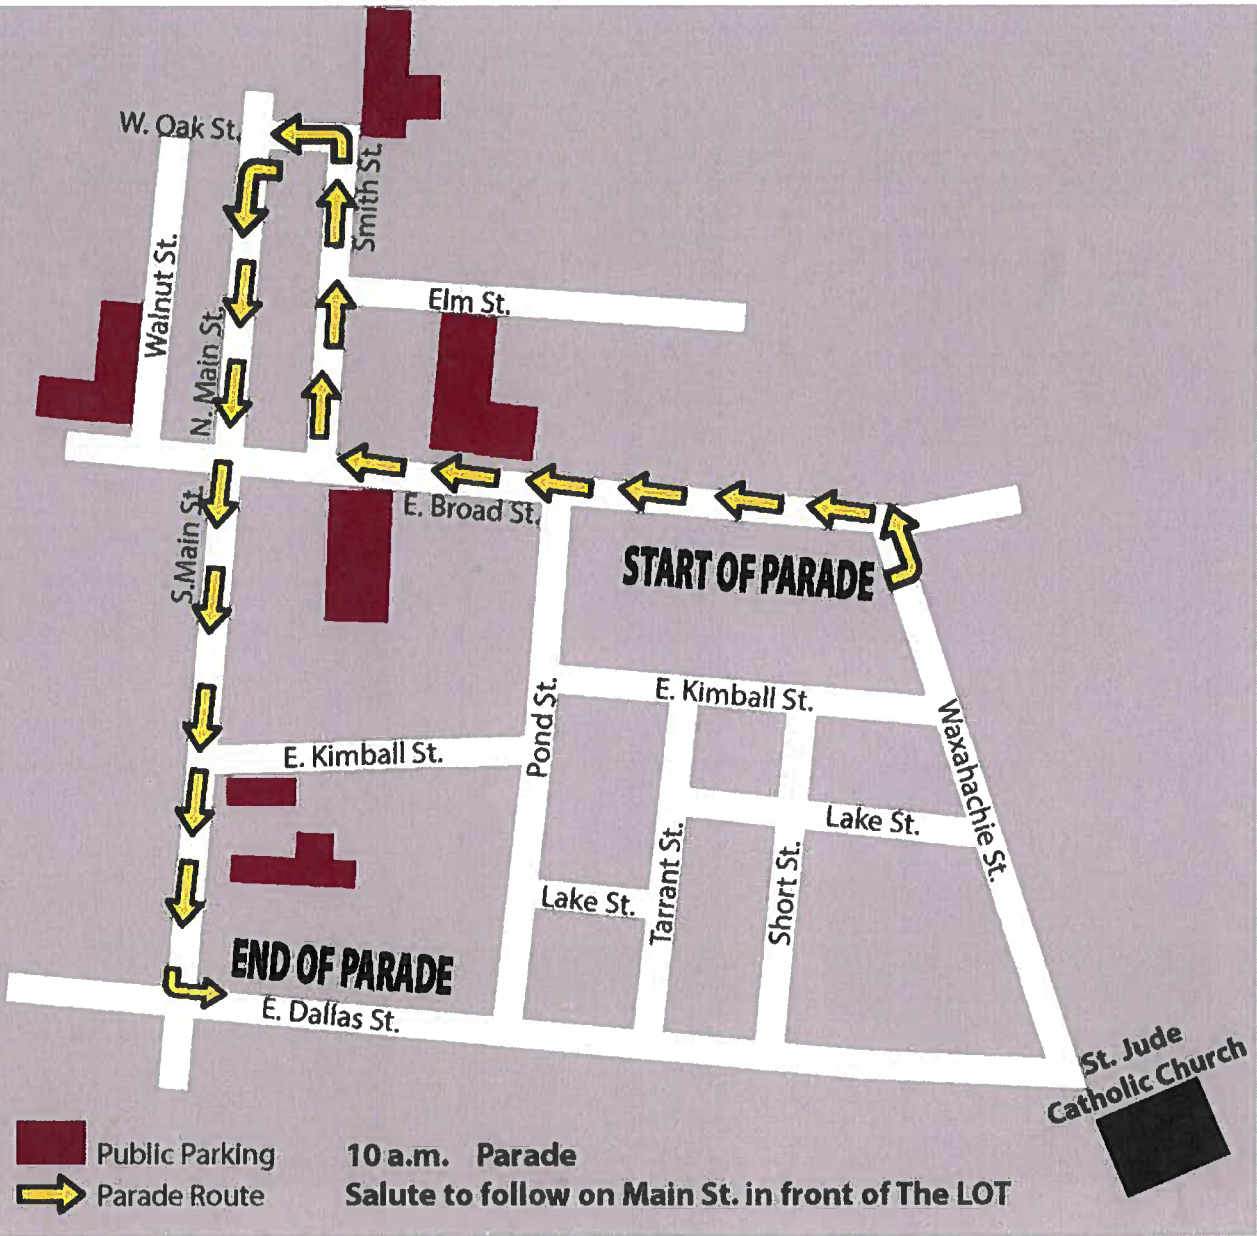 W. Oak St.
Smith St.
Walnut St.
Elm St.
N. Main St.
E. Broad St.
S.Main St.
START OF PARADE
E. Kimball St.
Pond St.
E. Kimball St.
Waxahachie St.
Lake St.
Tarrant St.
Short St.
Lake St.
END OF PARADE
E. Dallas St.
St. Jude
Catholic Church
Public Parking
10 a.m. Parade
Parade Route
Salute to follow on Main St. in front of The LOT